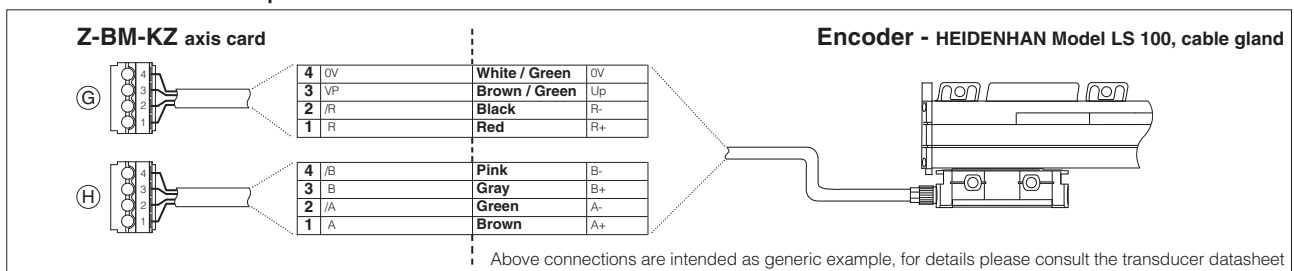 Z-BM-KZ axis card
Encoder - HEIDENHAN Model LS 100, cable gland
G
4
3
2
1
4 0V White / Green 0V
3 VP Brown / Green Up
2 /R Black R-
1 R Red R+
H
4
3
2
1
4 /B Pink B-
3 B Gray B+
2 /A Green A-
1 A Brown A+
Above connections are intended as generic example, for details please consult the transducer datasheet